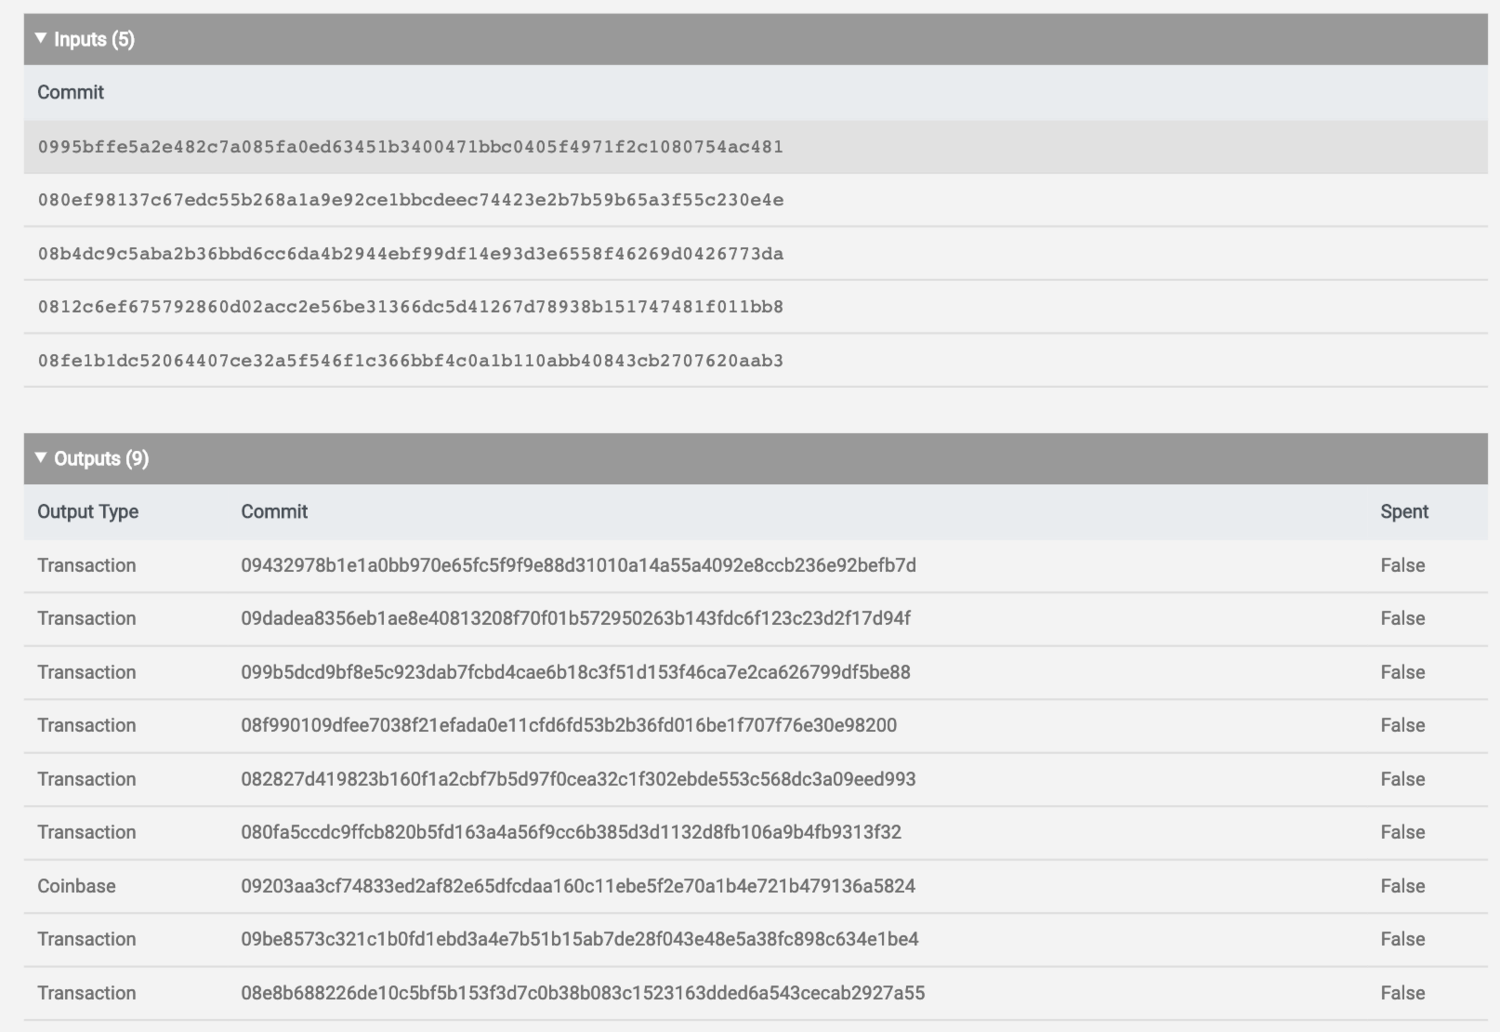 ▼ Inputs (5)
Commit
0995bffe5a2e482c7a085fa0ed63451b3400471bbc0405f4971f2c1080754ac481
080ef98137c67edc55b268a1a9e92ce1bbcdeec74423e2b7b59b65a3f55c230e4e
08b4dc9c5aba2b36bbd6cc6da4b2944ebf99df14e93d3e6558f46269d0426773da
0812c6ef675792860d02acc2e56be31366dc5d41267d78938b151747481f011bb8
08fe1b1dc52064407ce32a5f546f1c366bbf4c0a1b110abb40843cb2707620aab3
▼ Outputs (9)
Output Type Commit Spent
Transaction 09432978b1e1a0bb970e65fc5f9f9e88d31010a14a55a4092e8ccb236e92befb7d False
Transaction 09dadea8356eb1ae8e40813208f70f01b572950263b143fdc6f123c23d2f17d94f False
Transaction 099b5dcd9bf8e5c923dab7fcbd4cae6b18c3f51d153f46ca7e2ca626799df5be88 False
Transaction 08f990109dfee7038f21efada0e11cfd6fd53b2b36fd016be1f707f76e30e98200 False
Transaction 082827d419823b160f1a2cbf7b5d97f0cea32c1f302ebde553c568dc3a09eed993 False
Transaction 080fa5ccdc9ffcb820b5fd163a4a56f9cc6b385d3d1132d8fb106a9b4fb9313f32 False
Coinbase 09203aa3cf74833ed2af82e65dfcdaa160c11ebe5f2e70a1b4e721b479136a5824 False
Transaction 09be8573c321c1b0fd1ebd3a4e7b51b15ab7de28f043e48e5a38fc898c634e1be4 False
Transaction 08e8b688226de10c5bf5b153f3d7c0b38b083c1523163dded6a543cecab2927a55 False